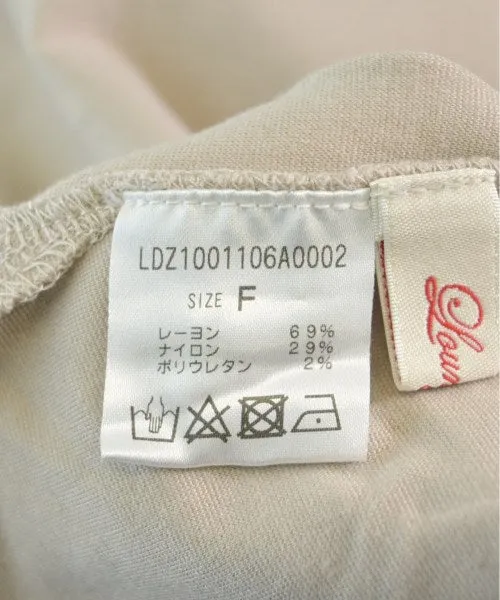 LDZ1001106A0002
SIZE F
レーヨン 69%
ナイロン 29%
ポリウレタン 2%